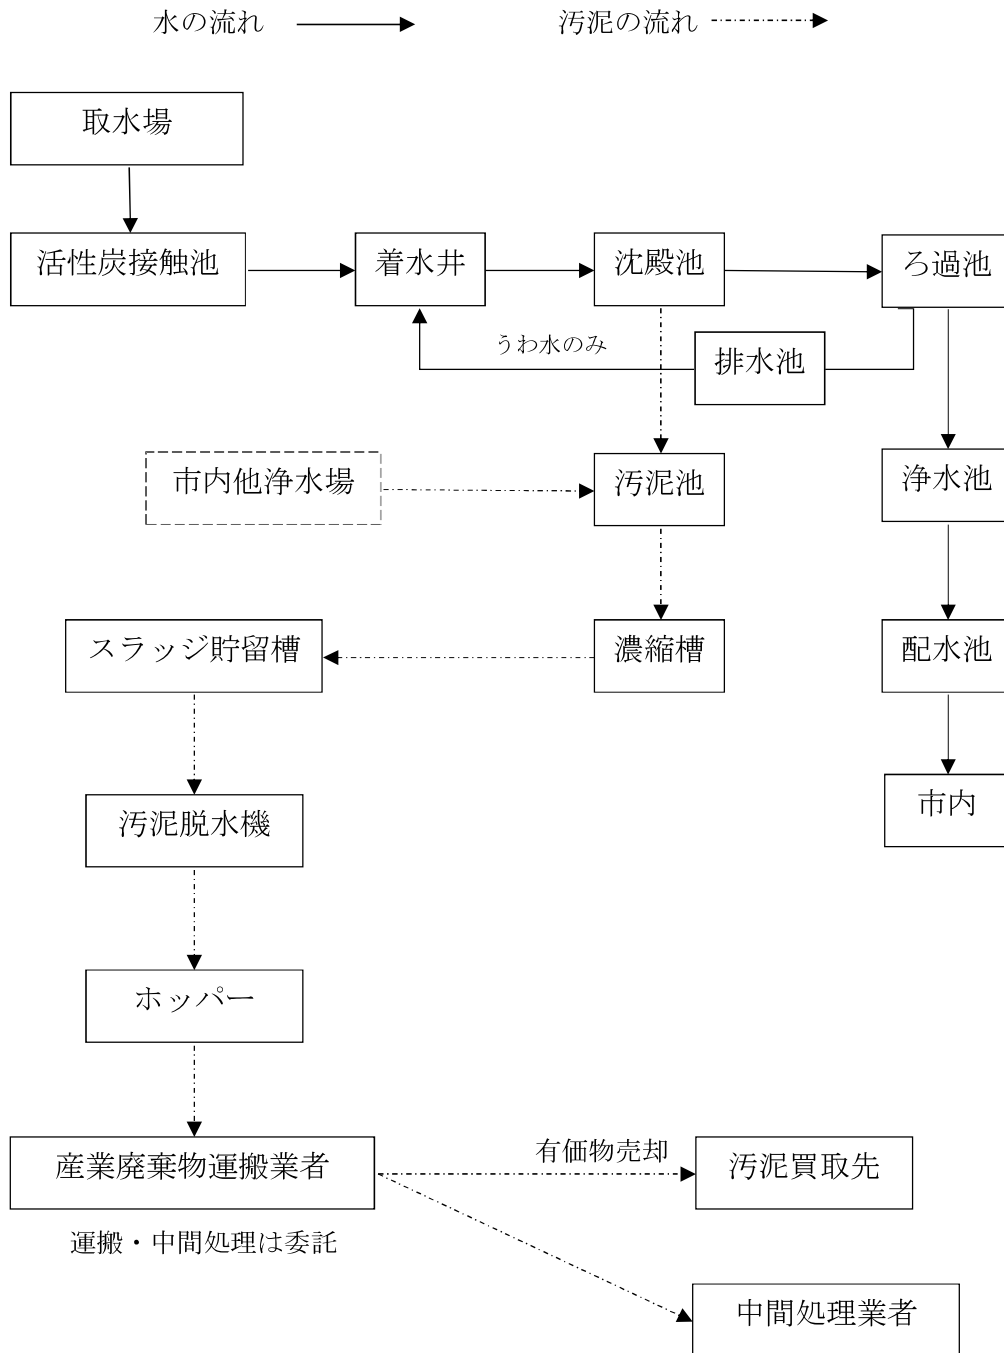 水の流れ
汚泥の流れ
取水場
活性炭接触池
着水井
沈殿池
ろ過池
うわ水のみ
排水池
市内他浄水場
汚泥池
浄水池
スラッジ貯留槽
濃縮槽
配水池
汚泥脱水機
市内
ホッパー
産業廃棄物運搬業者
有価物売却
汚泥買取先
運搬・中間処理は委託
中間処理業者